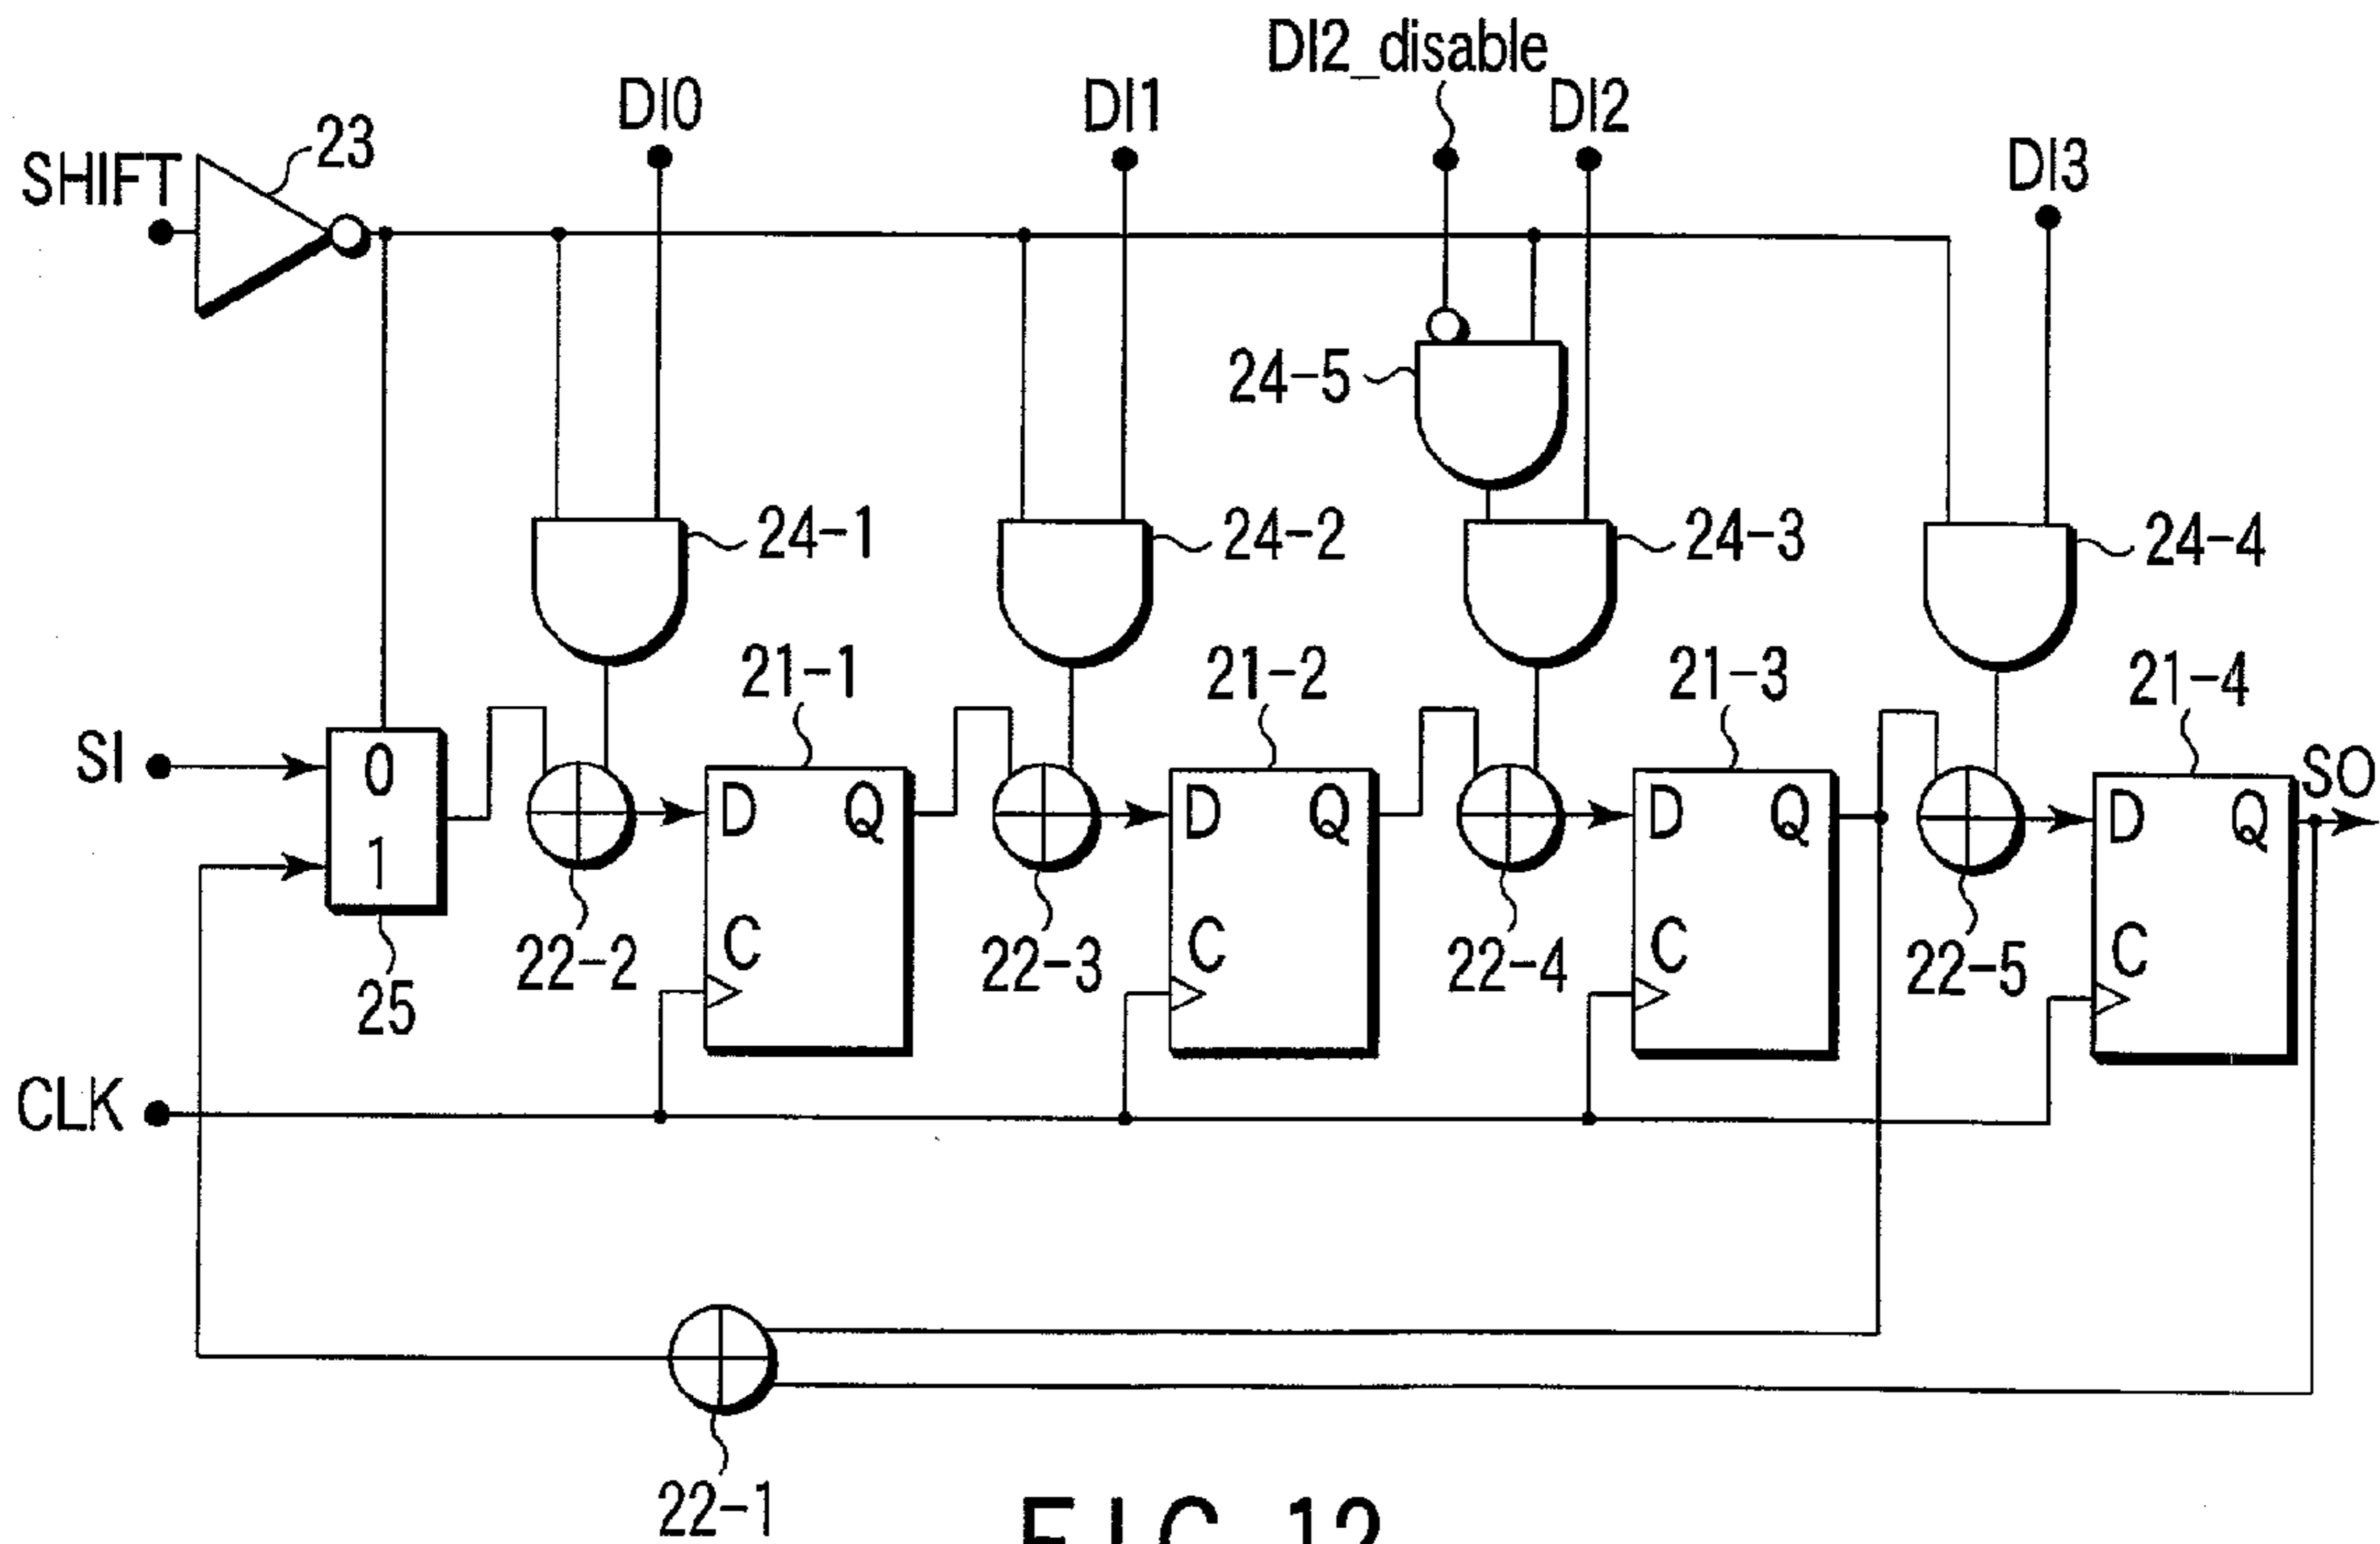 DI2_disable
DI0
DI1
DI2
DI3
SHIFT
23
24-5
24-1
24-2
24-3
24-4
21-1
21-2
21-3
21-4
SI
0
1
D Q
C
D Q
C
D Q
C
D Q
C
SO
22-2
22-3
22-4
22-5
25
CLK
22-1
FIG. 12